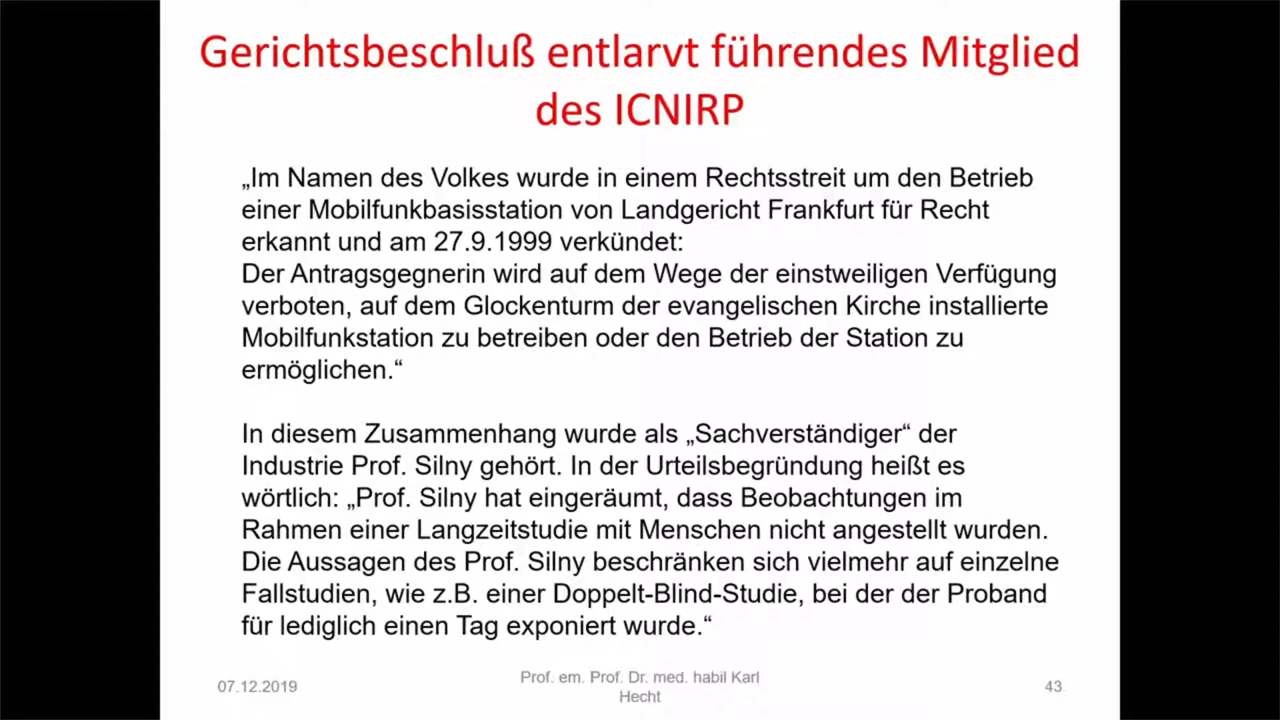 Gerichtsbeschluß entlarvt führendes Mitglied
des ICNIRP
„Im Namen des Volkes wurde in einem Rechtsstreit um den Betrieb
einer Mobilfunkbasisstation von Landgericht Frankfurt für Recht
erkannt und am 27.9.1999 verkündet:
Der Antragsgegnerin wird auf dem Wege der einstweiligen Verfügung
verboten, auf dem Glockenturm der evangelischen Kirche installierte
Mobilfunkstation zu betreiben oder den Betrieb der Station zu
ermöglichen.“
In diesem Zusammenhang wurde als „Sachverständiger“ der
Industrie Prof. Silny gehört. In der Urteilsbegründung heißt es
wörtlich: „Prof. Silny hat eingeräumt, dass Beobachtungen im
Rahmen einer Langzeitstudie mit Menschen nicht angestellt wurden.
Die Aussagen des Prof. Silny beschränken sich vielmehr auf einzelne
Fallstudien, wie z.B. einer Doppelt-Blind-Studie, bei der der Proband
für lediglich einen Tag exponiert wurde.“
07.12.2019
Prof. em. Prof. Dr. med. habil Karl
Hecht
43